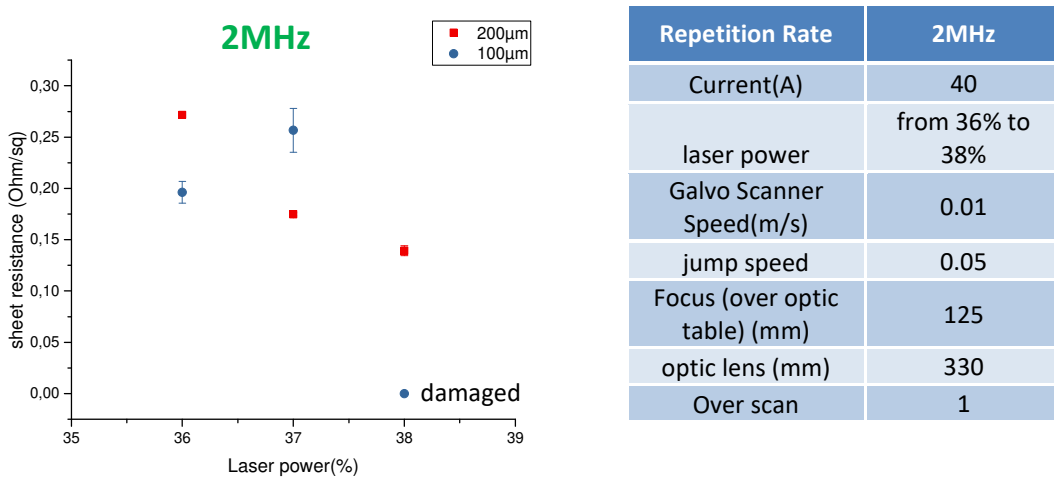 2MHz
200µm
100µm
sheet resistance (Ohm/sq)
0,30
0,25
0,20
0,15
0,10
0,05
0,00
damaged
35
36
37
38
39
Laser power(%)
Repetition Rate
2MHz
Current(A)
40
laser power
from 36% to
38%
Galvo Scanner
Speed(m/s)
0.01
jump speed
0.05
Focus (over optic
table) (mm)
125
optic lens (mm)
330
Over scan
1